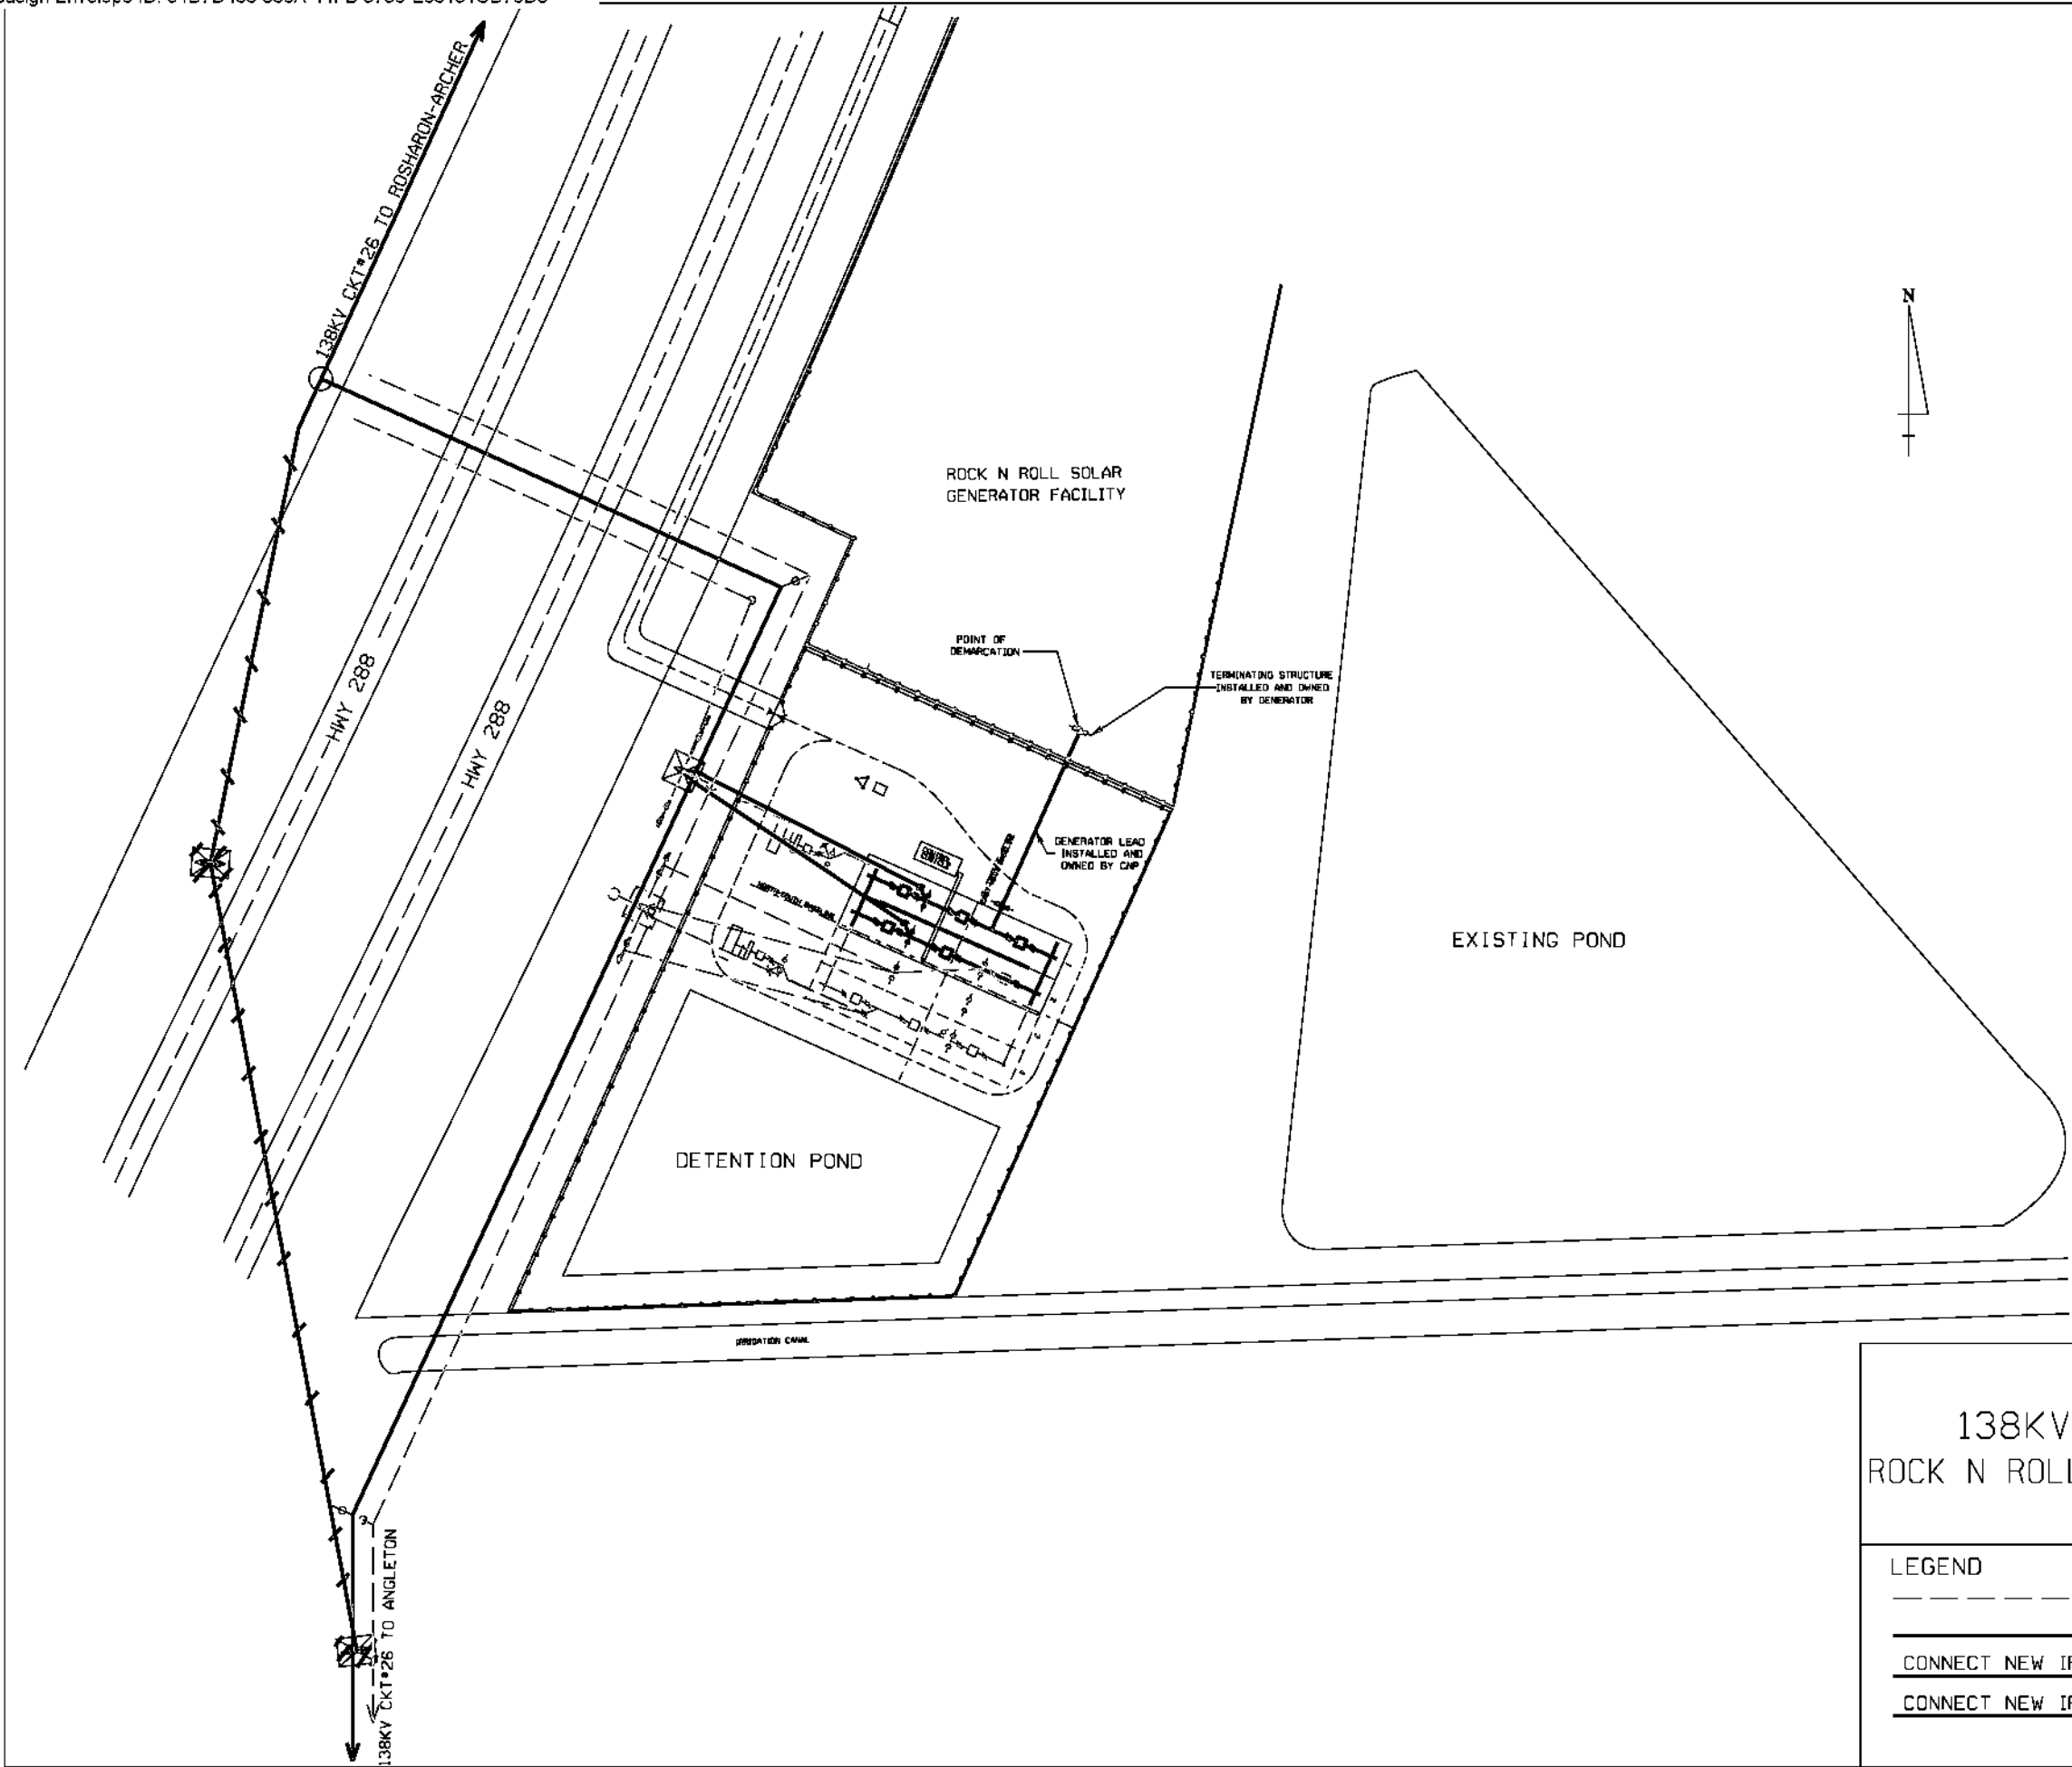 138KV CKT#26 TO ROSHARON-ARCHER
N
ROCK N ROLL SOLAR
GENERATOR FACILITY
POINT OF
DEMARCATION
TERMINATING STRUCTURE
INSTALLED AND OWNED
BY GENERATOR
HWY 288
HWY 288
GENERATOR LEAD
INSTALLED AND
OWNED BY CNP
EXISTING POND
DETENTION POND
IRRIGATION CANAL
138KV CKT#26 TO ANGLETON
138KV
ROCK N ROLL
LEGEND
CONNECT NEW
CONNECT NEW